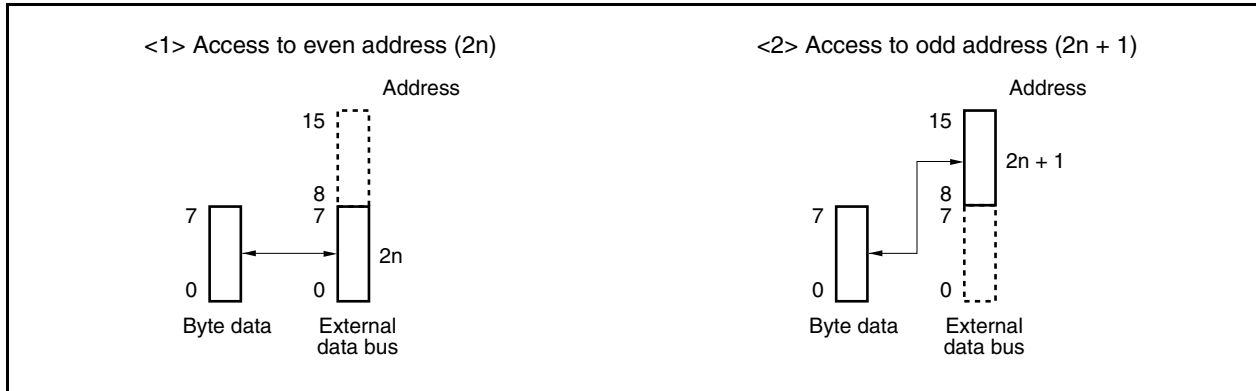 <1> Access to even address (2n)
Address
15
8
7
7
2n
0
0
Byte data
External
data bus
<2> Access to odd address (2n + 1)
Address
15
2n + 1
8
7
7
0
0
Byte data
External
data bus